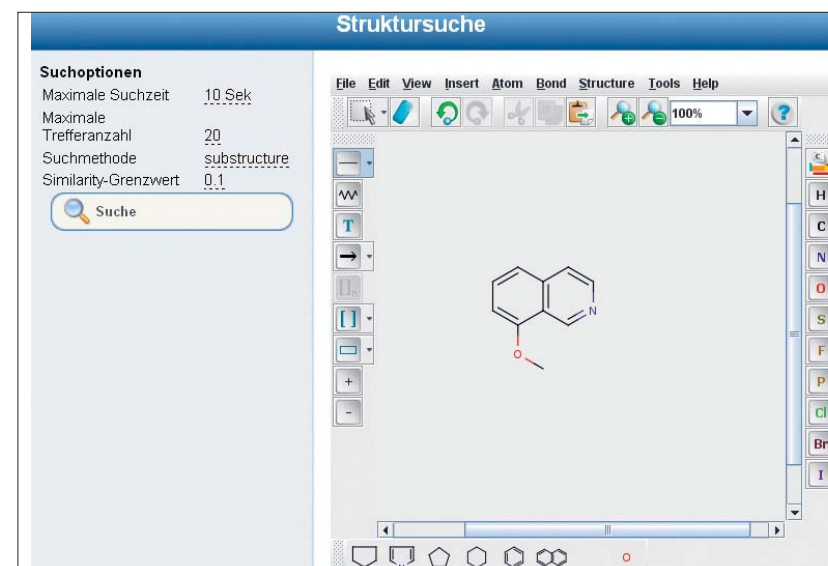 Struktursuche
Suchoptionen
Maximale Suchzeit 10 Sek
Maximale
Trefferanzahl 20
Suchmethode substructure
Similarity-Grenzwert 0.1
Suche
File Edit View Insert Atom Bond Structure Tools Help
100%
?
T
[ ]
+
-
N
O
H
C
N
O
S
F
P
Cl
Br
I
O